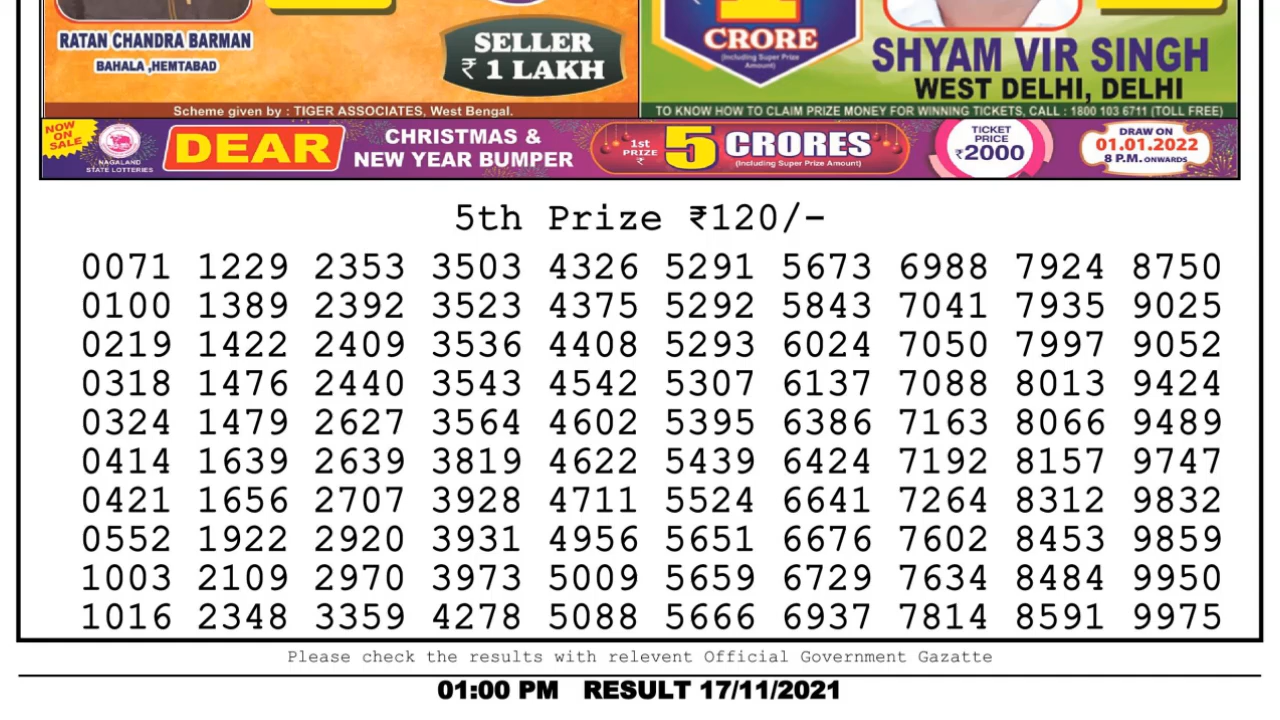 RATAN CHANDRA BARMAN
BAHALA ,HEMTABAD
SELLER
₹ 1 LAKH
Scheme given by : TIGER ASSOCIATES, West Bengal.
1
CRORE
(Including Super Prize
Amount)
SHYAM VIR SINGH
WEST DELHI, DELHI
TO KNOW HOW TO CLAIM PRIZE MONEY FOR WINNING TICKETS, CALL : 1800 103 6711 (TOLL FREE)
NOW
ON
SALE
NAGALAND
STATE LOTTERIES
DEAR
CHRISTMAS &
NEW YEAR BUMPER
1st
PRIZE
₹
5 CRORES
(Including Super Prize Amount)
TICKET
PRICE
₹2000
DRAW ON
01.01.2022
8 P.M. ONWARDS
5th Prize ₹120/-
0071 1229 2353 3503 4326 5291 5673 6988 7924 8750
0100 1389 2392 3523 4375 5292 5843 7041 7935 9025
0219 1422 2409 3536 4408 5293 6024 7050 7997 9052
0318 1476 2440 3543 4542 5307 6137 7088 8013 9424
0324 1479 2627 3564 4602 5395 6386 7163 8066 9489
0414 1639 2639 3819 4622 5439 6424 7192 8157 9747
0421 1656 2707 3928 4711 5524 6641 7264 8312 9832
0552 1922 2920 3931 4956 5651 6676 7602 8453 9859
1003 2109 2970 3973 5009 5659 6729 7634 8484 9950
1016 2348 3359 4278 5088 5666 6937 7814 8591 9975
Please check the results with relevent Official Government Gazatte
01:00 PM RESULT 17/11/2021